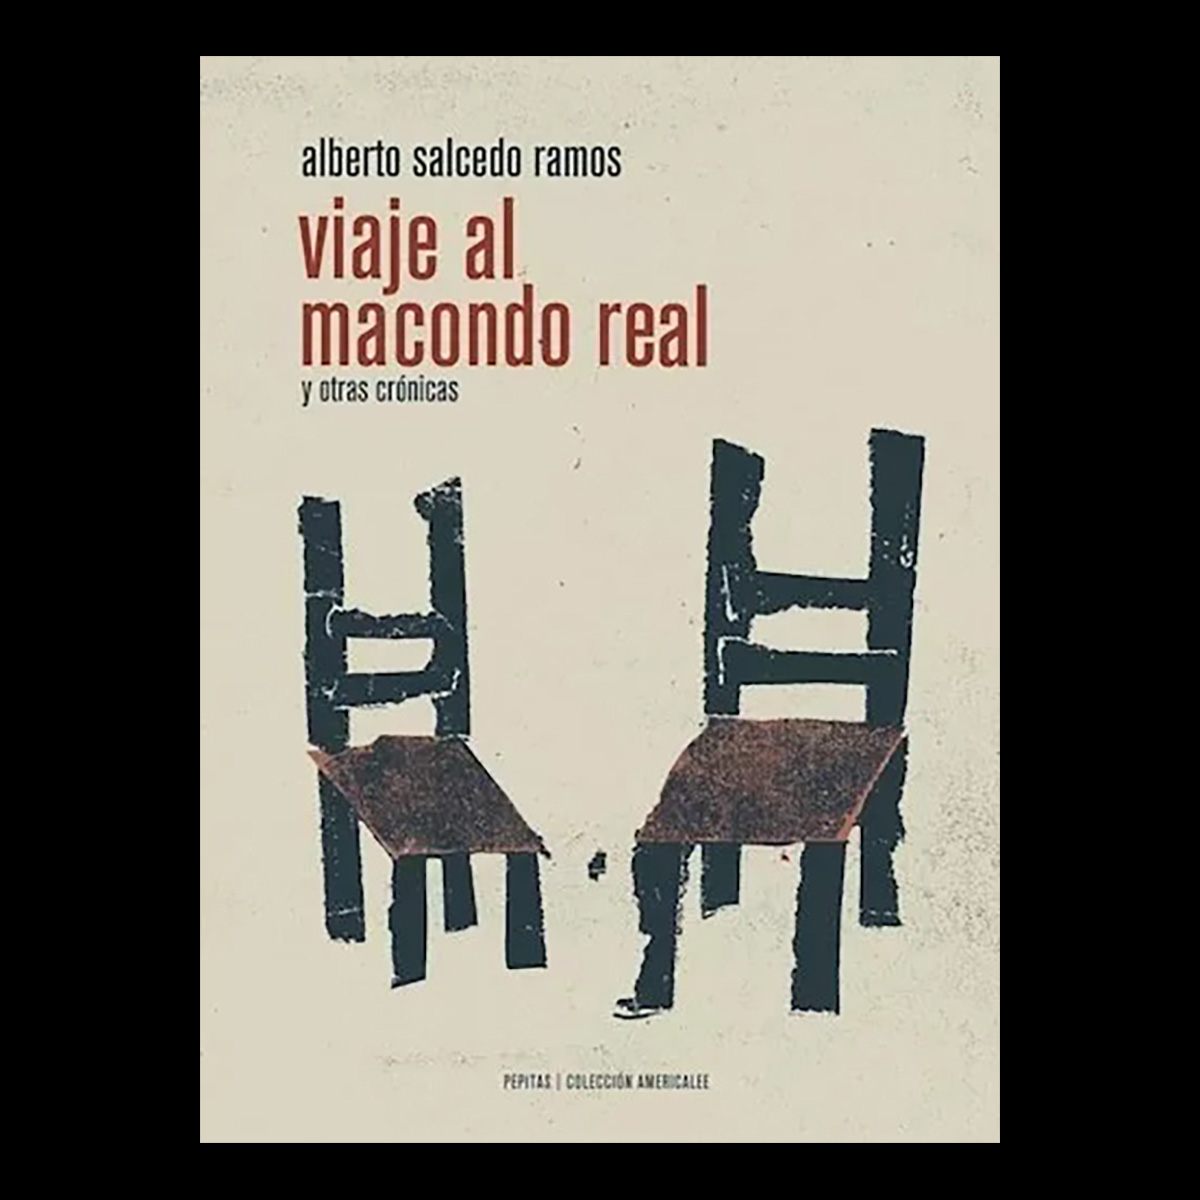 alberto salcedo ramos
viaje al
macondo real
y otras crónicas
PEPITAS | COLECCIÓN AMERICALEE